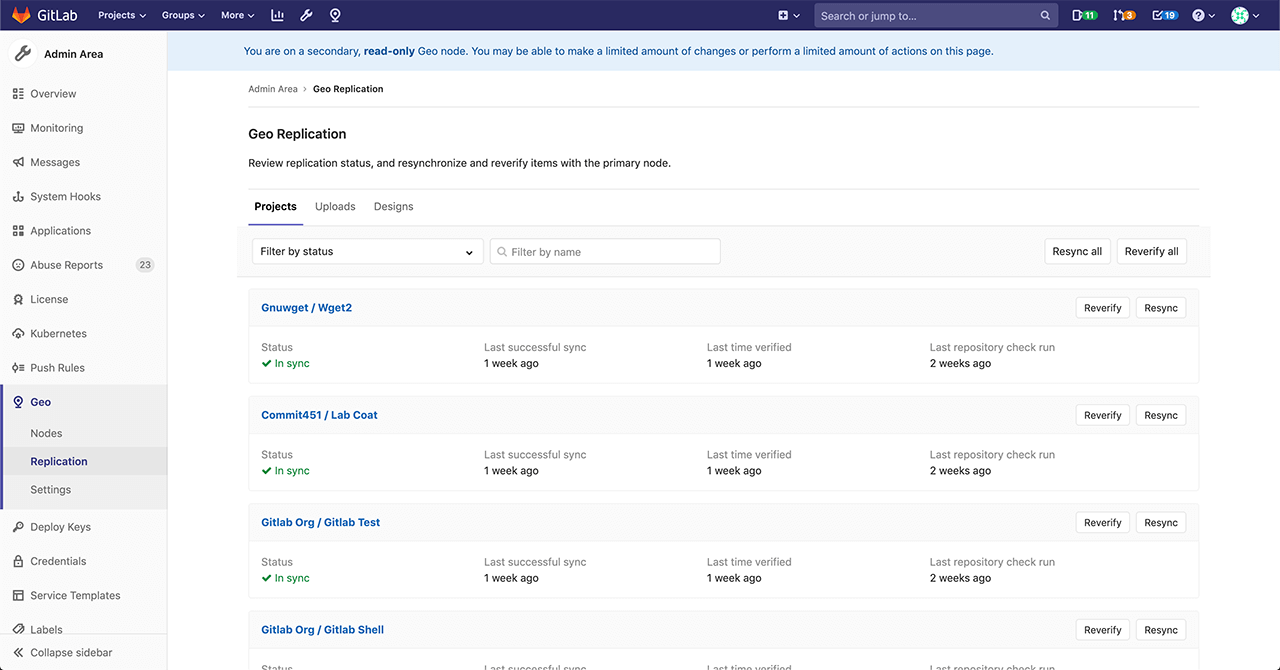 GitLab Projects Groups More Search or jump to... 11 3 19
Admin Area
You are on a secondary, read-only Geo node. You may be able to make a limited amount of changes or perform a limited amount of actions on this page.
Overview
Monitoring
Messages
System Hooks
Applications
Abuse Reports 23
License
Kubernetes
Push Rules
Geo
Nodes
Replication
Settings
Deploy Keys
Credentials
Service Templates
Labels
Collapse sidebar
Admin Area › Geo Replication
Geo Replication
Review replication status, and resynchronize and reverify items with the primary node.
Projects Uploads Designs
Filter by status Filter by name Resync all Reverify all
Gnuwget / Wget2 Reverify Resync
Status Last successful sync Last time verified Last repository check run
In sync 1 week ago 1 week ago 2 weeks ago
Commit451 / Lab Coat Reverify Resync
Status Last successful sync Last time verified Last repository check run
In sync 1 week ago 1 week ago 2 weeks ago
Gitlab Org / Gitlab Test Reverify Resync
Status Last successful sync Last time verified Last repository check run
In sync 1 week ago 1 week ago 2 weeks ago
Gitlab Org / Gitlab Shell Reverify Resync
Status Last successful sync Last time verified Last repository check run